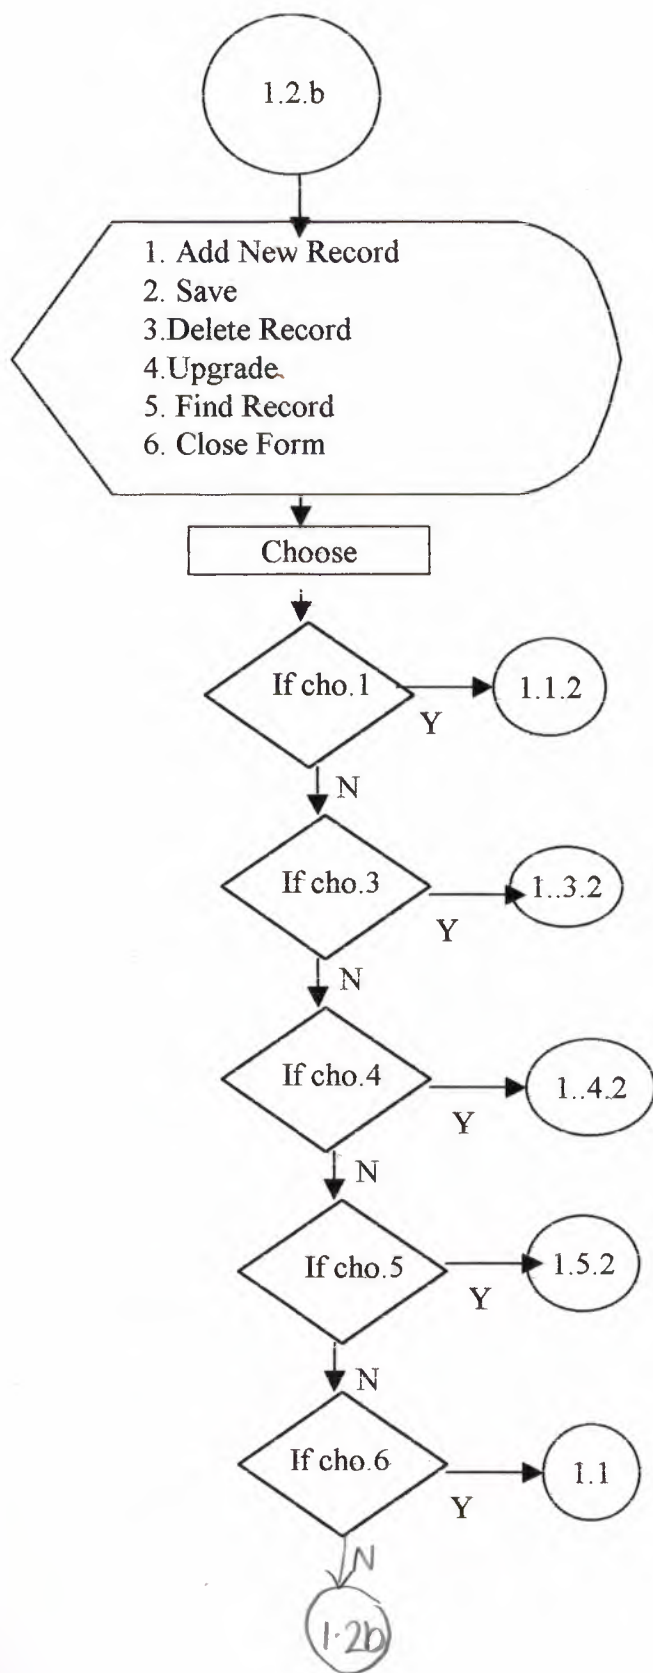 1.2.b
1. Add New Record
2. Save
3.Delete Record
4.Upgrade
5. Find Record
6. Close Form
Choose
If cho.1
Y
1.1.2
N
If cho.3
Y
1..3.2
N
If cho.4
Y
1..4.2
N
If cho.5
Y
1.5.2
N
If cho.6
Y
1.1
N
1.2b